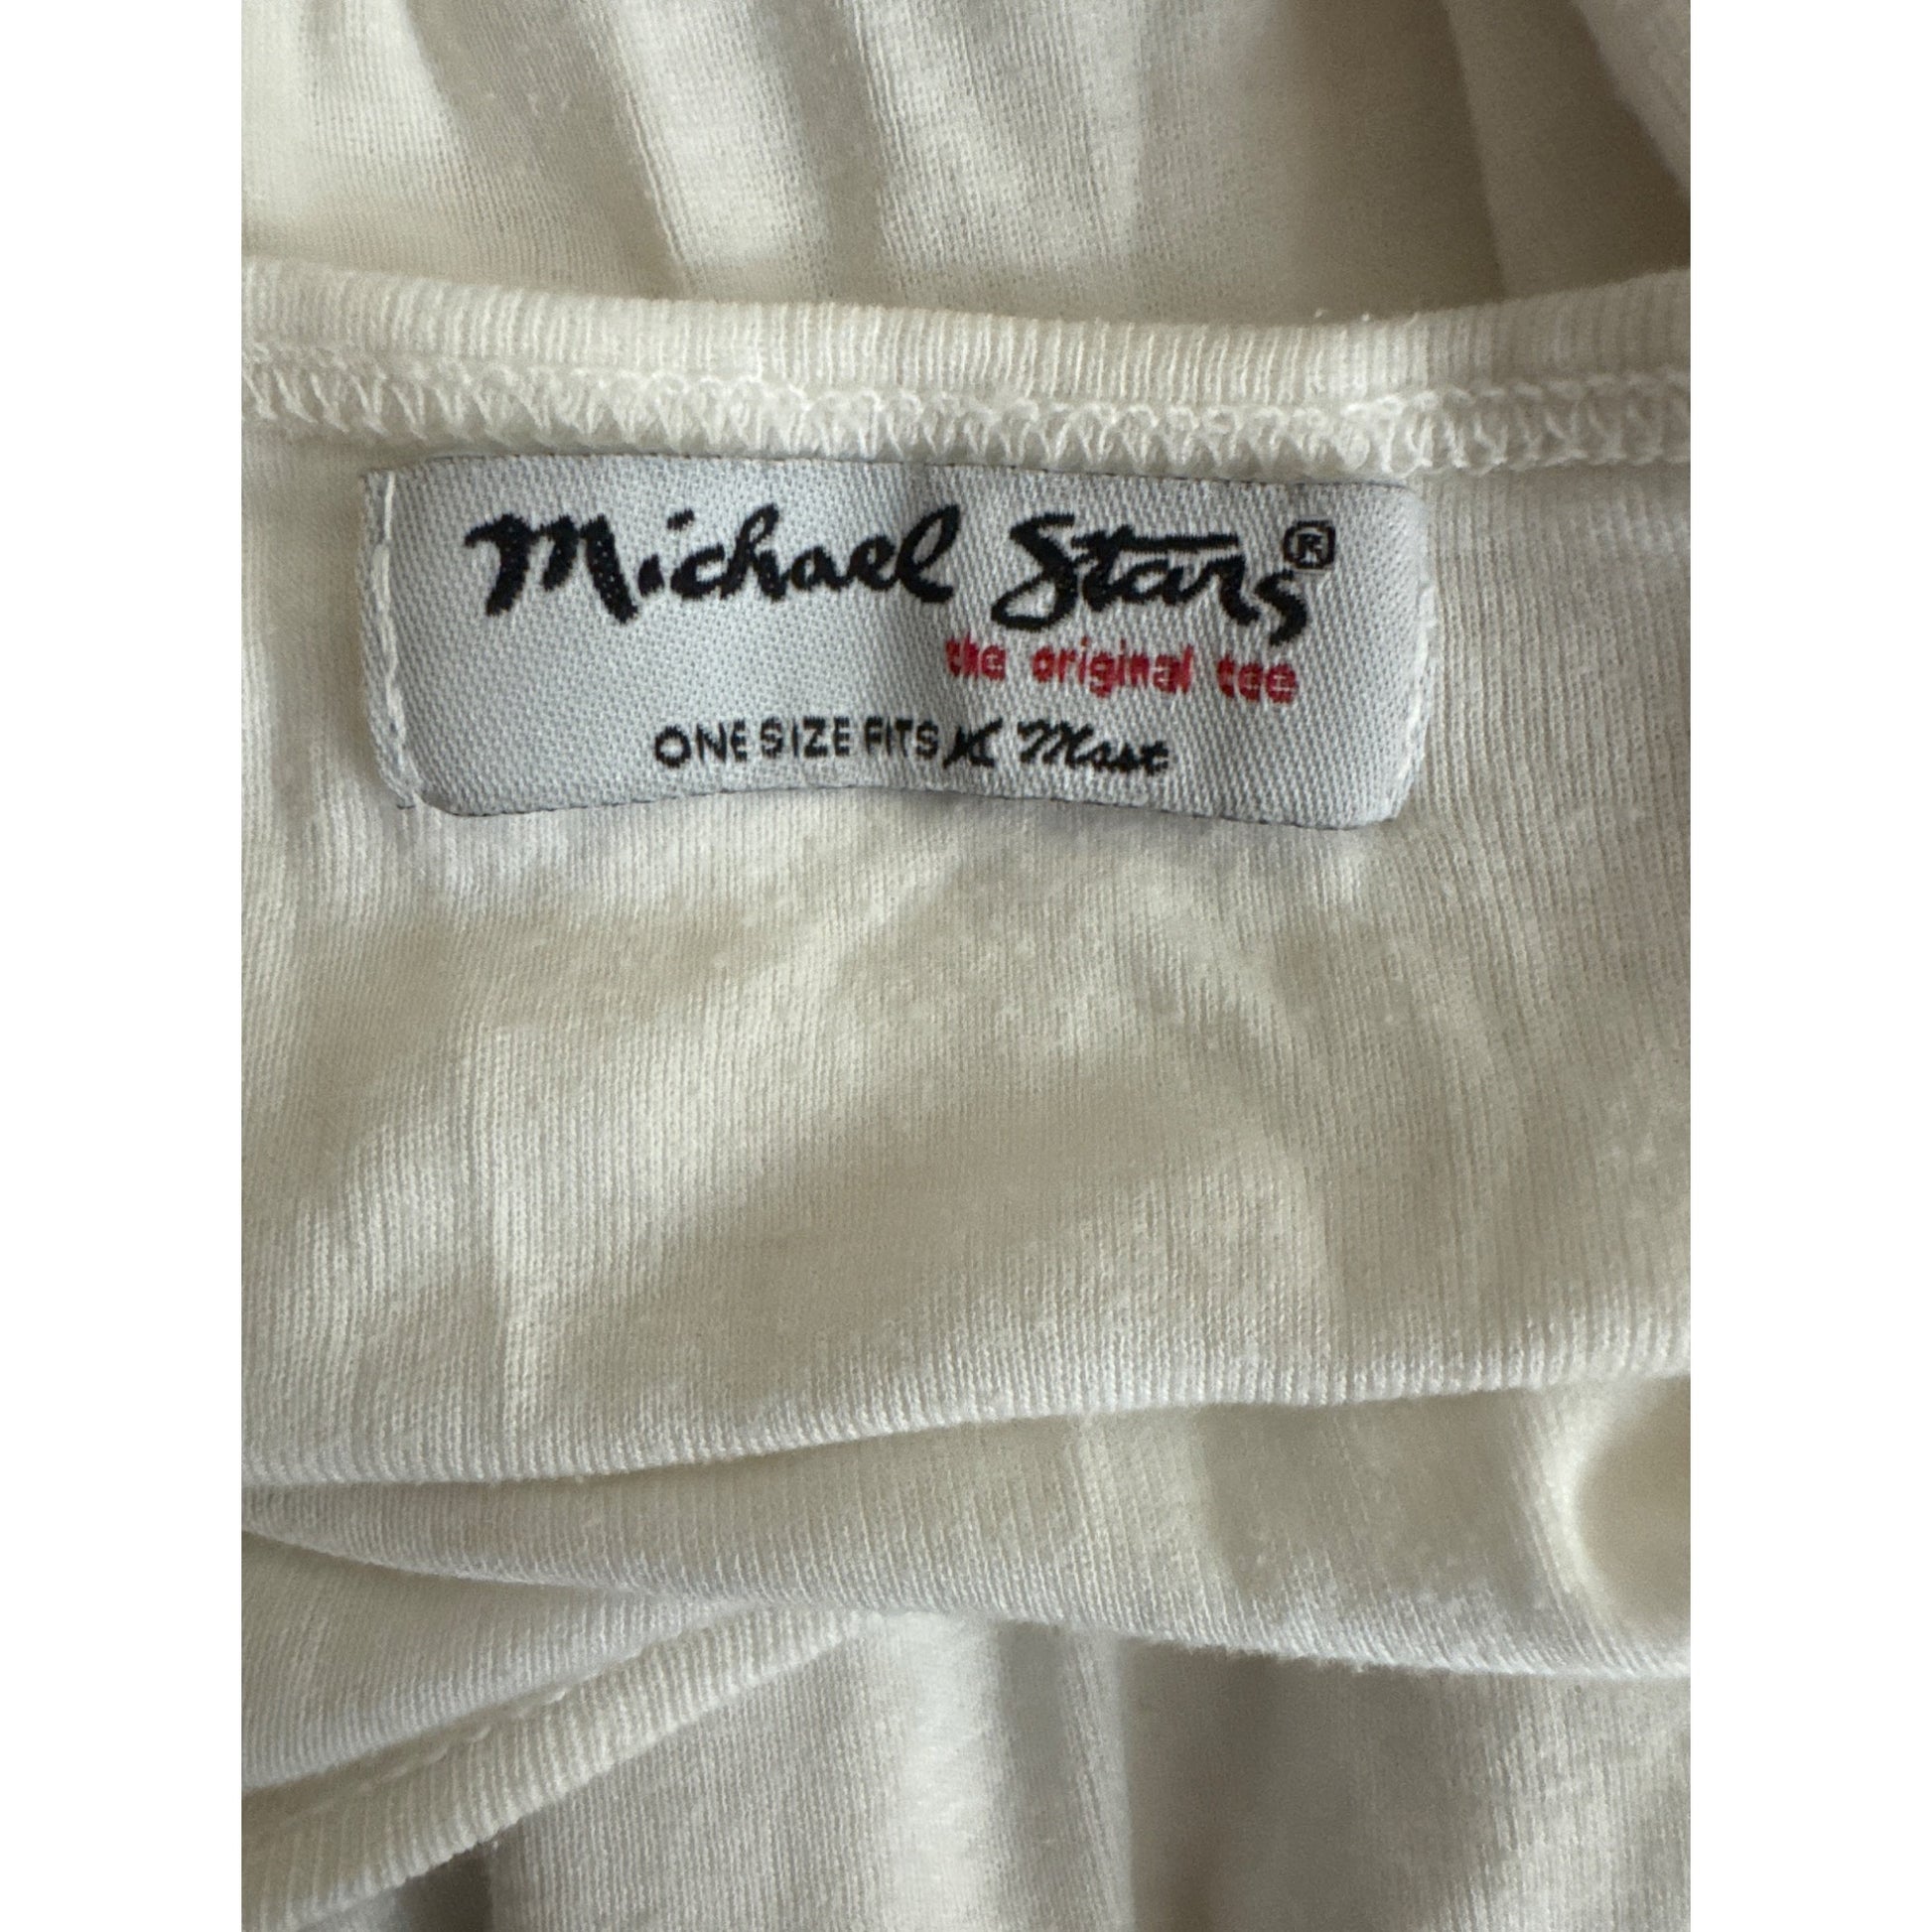 Michael Stars®
the original tee
ONE SIZE FITS Most